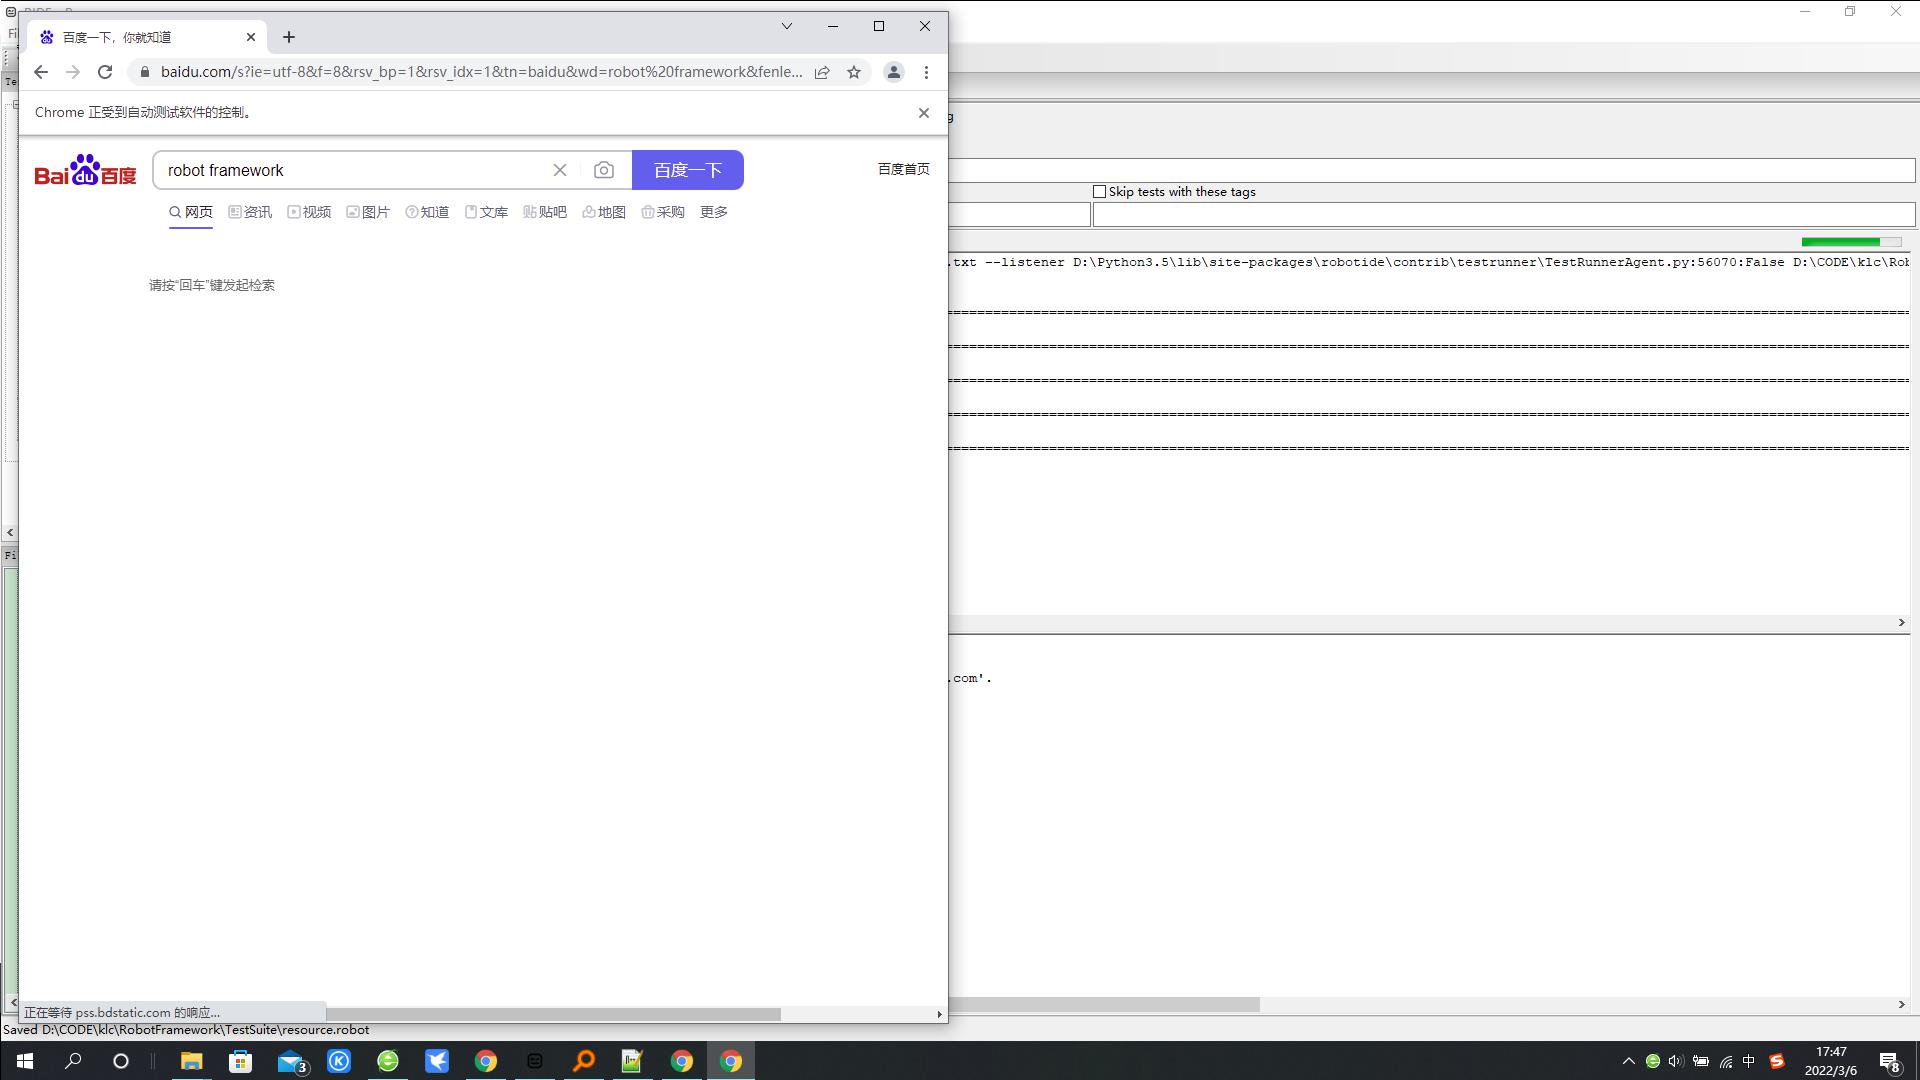 百度一下，你就知道
baidu.com/s?ie=utf-8&f=8&rsv_bp=1&rsv_idx=1&tn=baidu&wd=robot%20framework&fenle...
Chrome 正受到自动测试软件的控制。
Bai du 百度
robot framework
百度一下
百度首页
网页 资讯 视频 图片 知道 文库 贴吧 地图 采购 更多
请按“回车”键发起检索
正在等待 pss.bdstatic.com 的响应...
Skip tests with these tags
.txt --listener D:\Python3.5\lib\site-packages\robotide\contrib\testrunner\TestRunnerAgent.py:56070:False D:\CODE\klc\Rob
==============================================================================
==============================================================================
==============================================================================
==============================================================================
==============================================================================
.com'.
Saved D:\CODE\klc\RobotFramework\TestSuite\resource.robot
3
中
17:47
2022/3/6
8